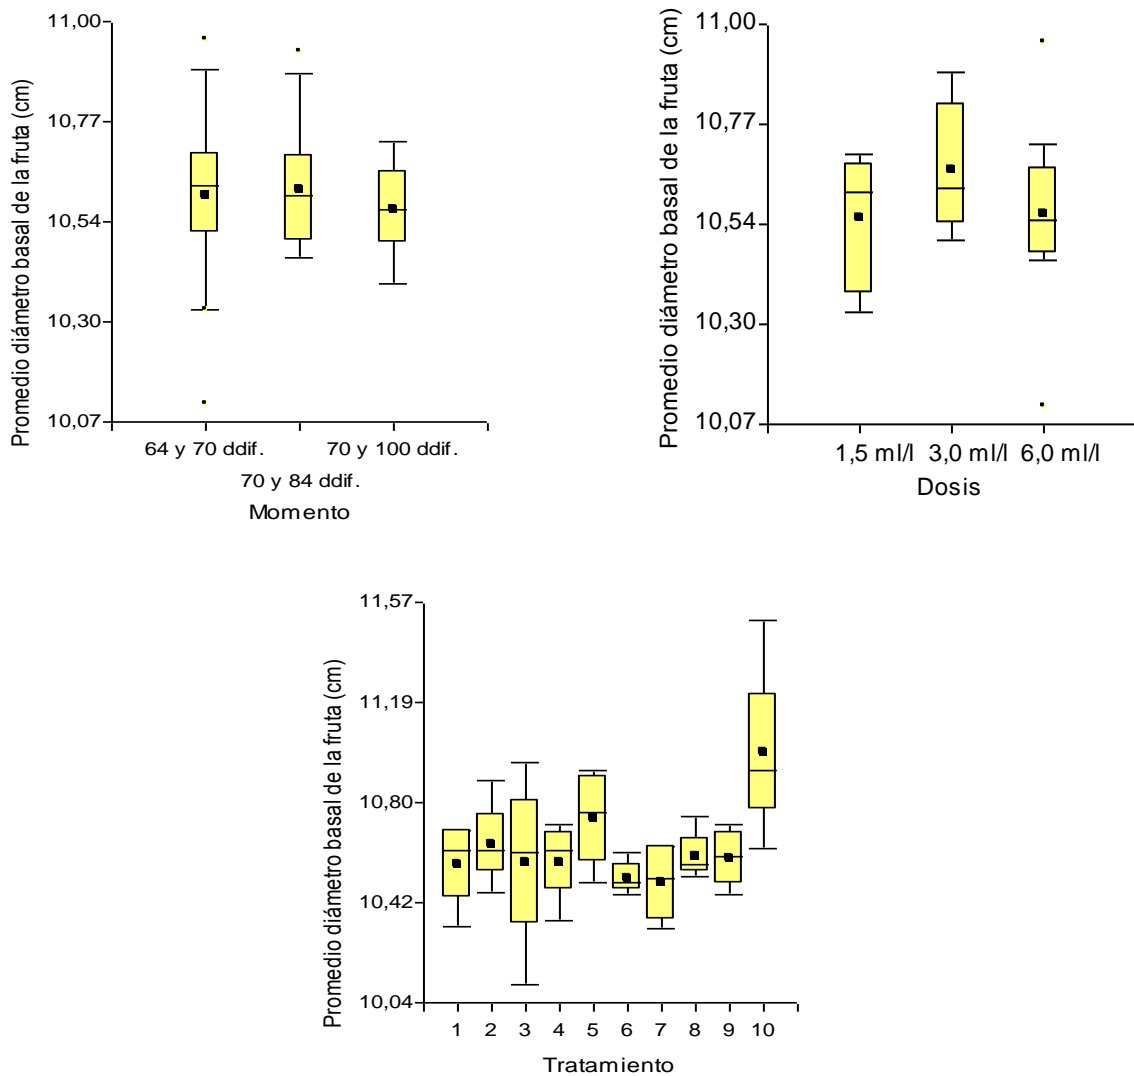 Promedio diámetro basal de la fruta (cm)
11,00
10,77
10,54
10,30
10,07
64 y 70 ddif.
70 y 100 ddif.
70 y 84 ddif.
Momento
Promedio diámetro basal de la fruta (cm)
11,00
10,77
10,54
10,30
10,07
1,5 ml/l 3,0 ml/l 6,0 ml/l
Dosis
Promedio diámetro basal de la fruta (cm)
11,57
11,19
10,80
10,42
10,04
1 2 3 4 5 6 7 8 9 10
Tratamiento